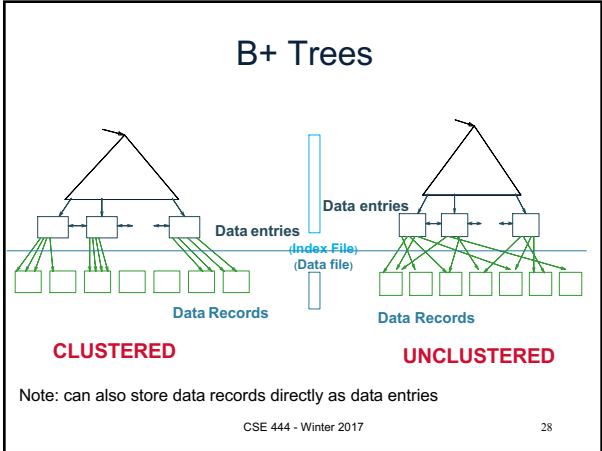 B+ Trees
Data entries
Data entries
(Index File)
(Data file)
Data Records
Data Records
CLUSTERED
UNCLUSTERED
Note: can also store data records directly as data entries
CSE 444 - Winter 2017
28